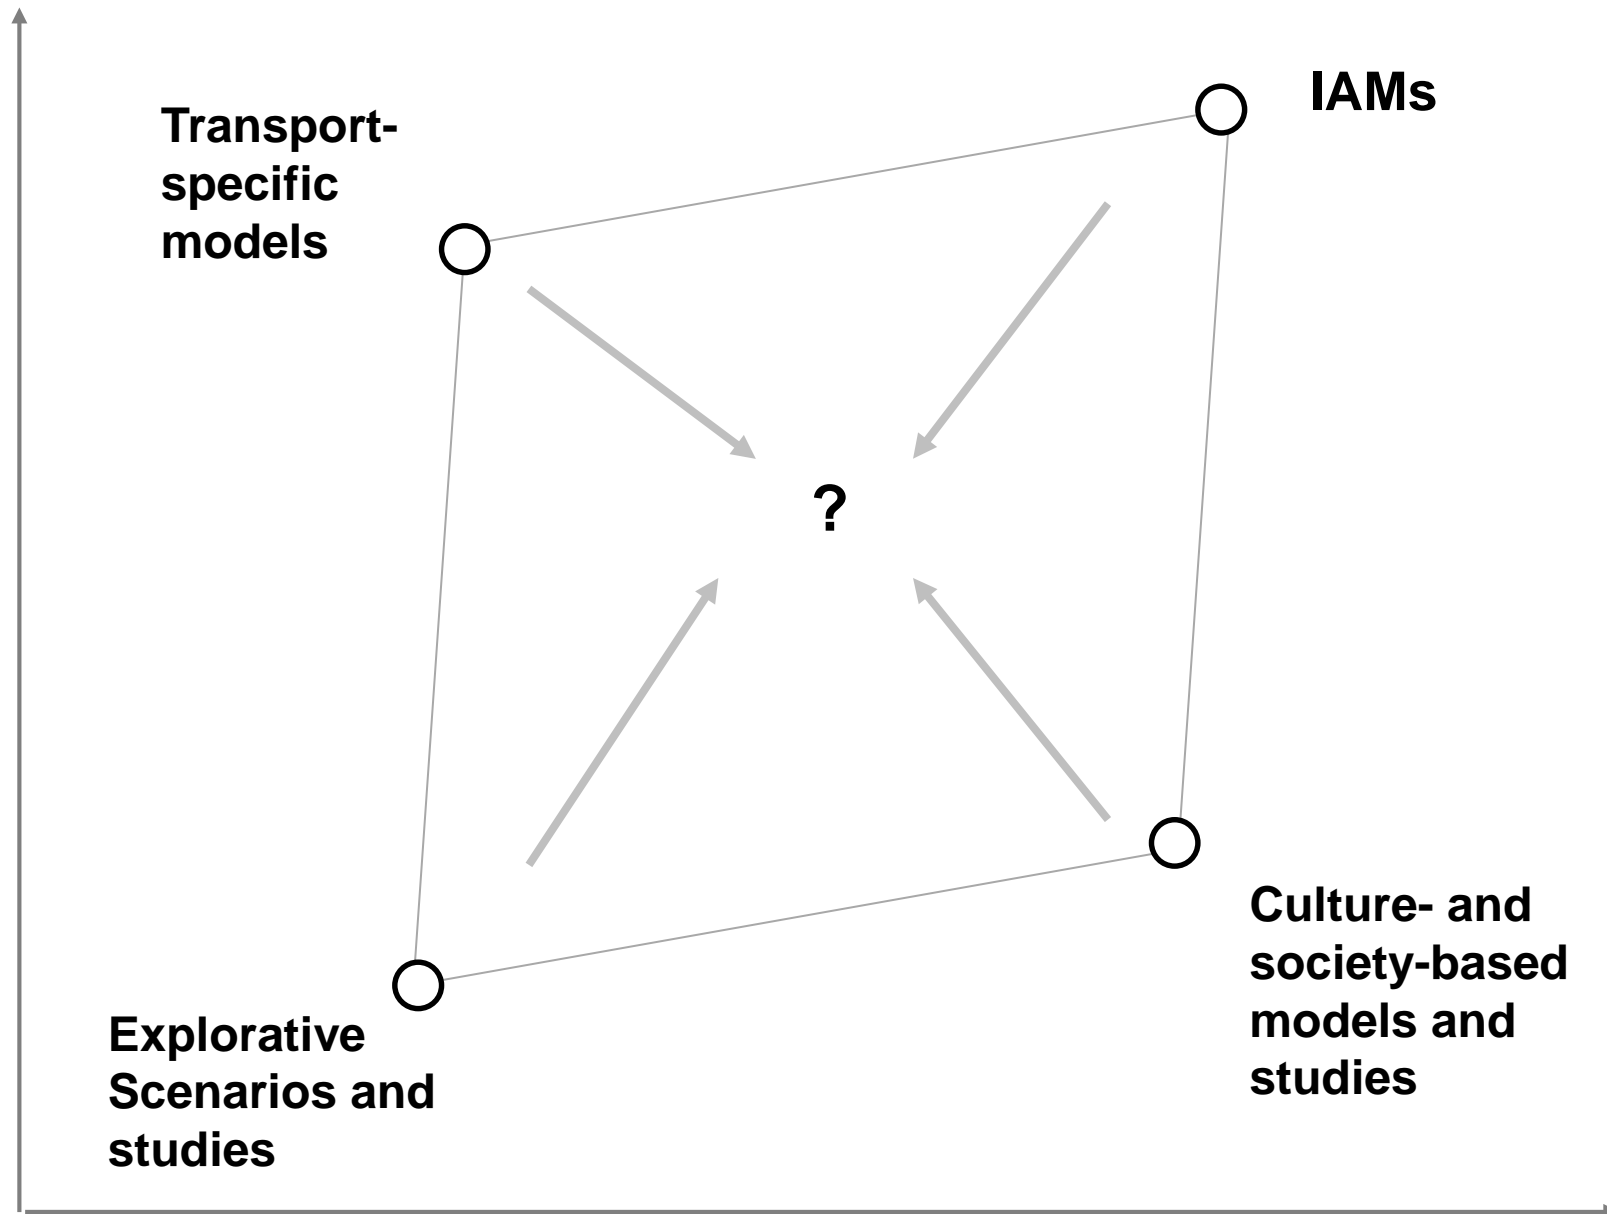 Transport-
specific
models
IAMs
?
Culture- and
society-based
models and
studies
Explorative
Scenarios and
studies